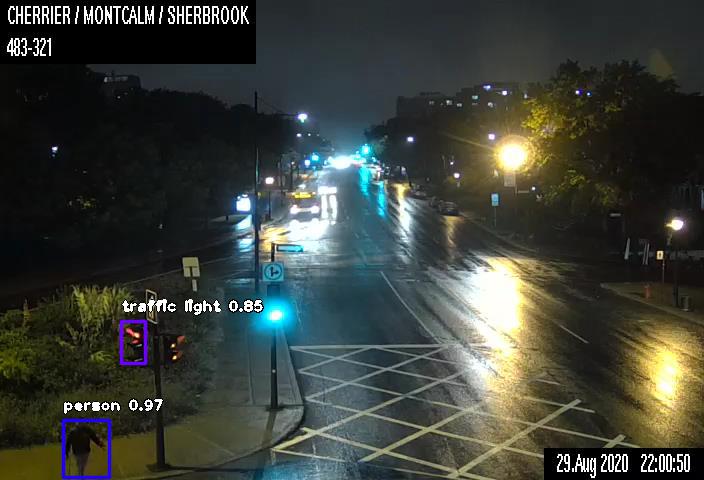 CHERRIER / MONTCALM / SHERBROOK
483-321
traffic light 0.85
person 0.97
29.Aug 2020 22:00:50